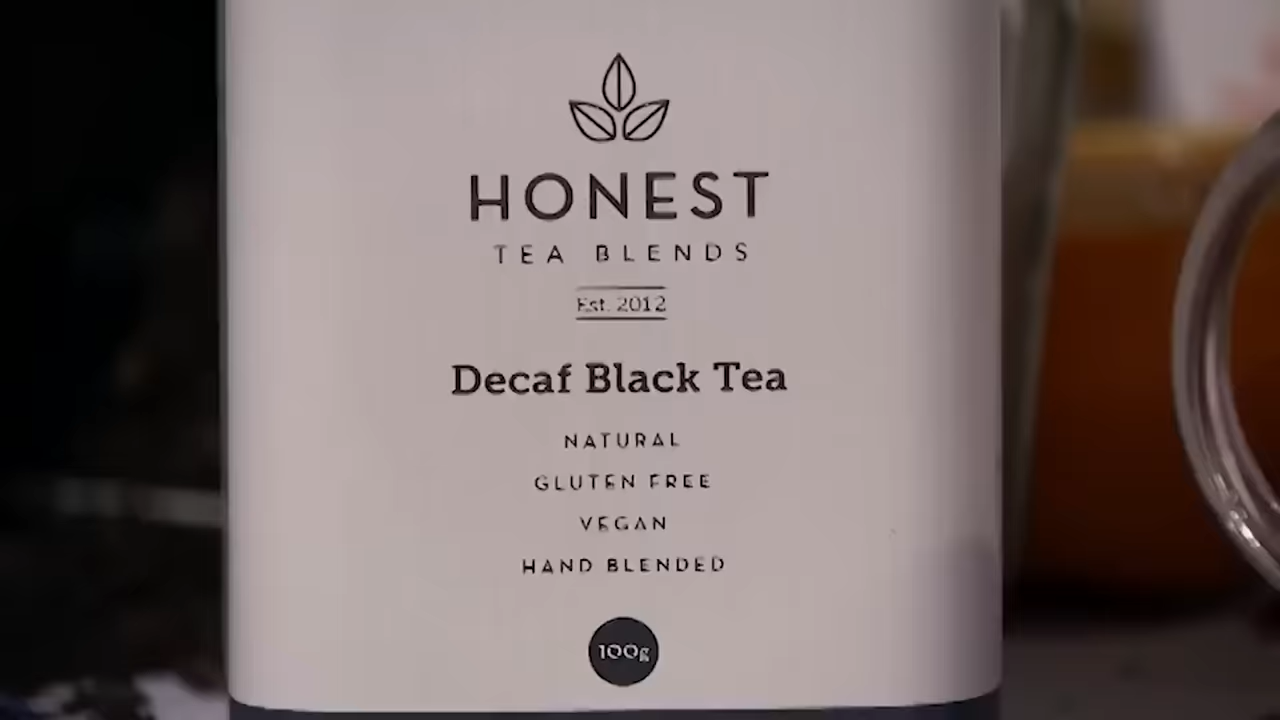 HONEST
TEA BLENDS
Est. 2012
Decaf Black Tea
NATURAL
GLUTEN FREE
VEGAN
HAND BLENDED
100g